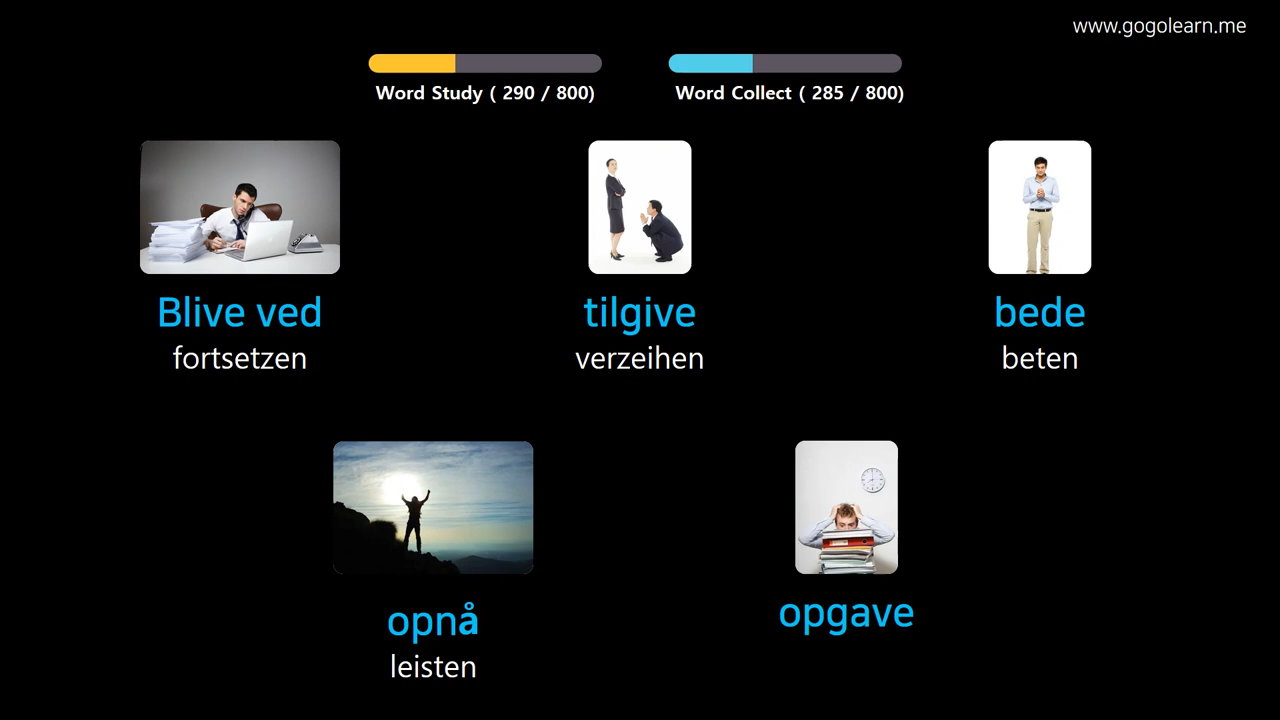 www.gogolearn.me
Word Study ( 290 / 800)
Word Collect ( 285 / 800)
Blive ved
fortsetzen
tilgive
verzeihen
bede
beten
opnå
leisten
opgave